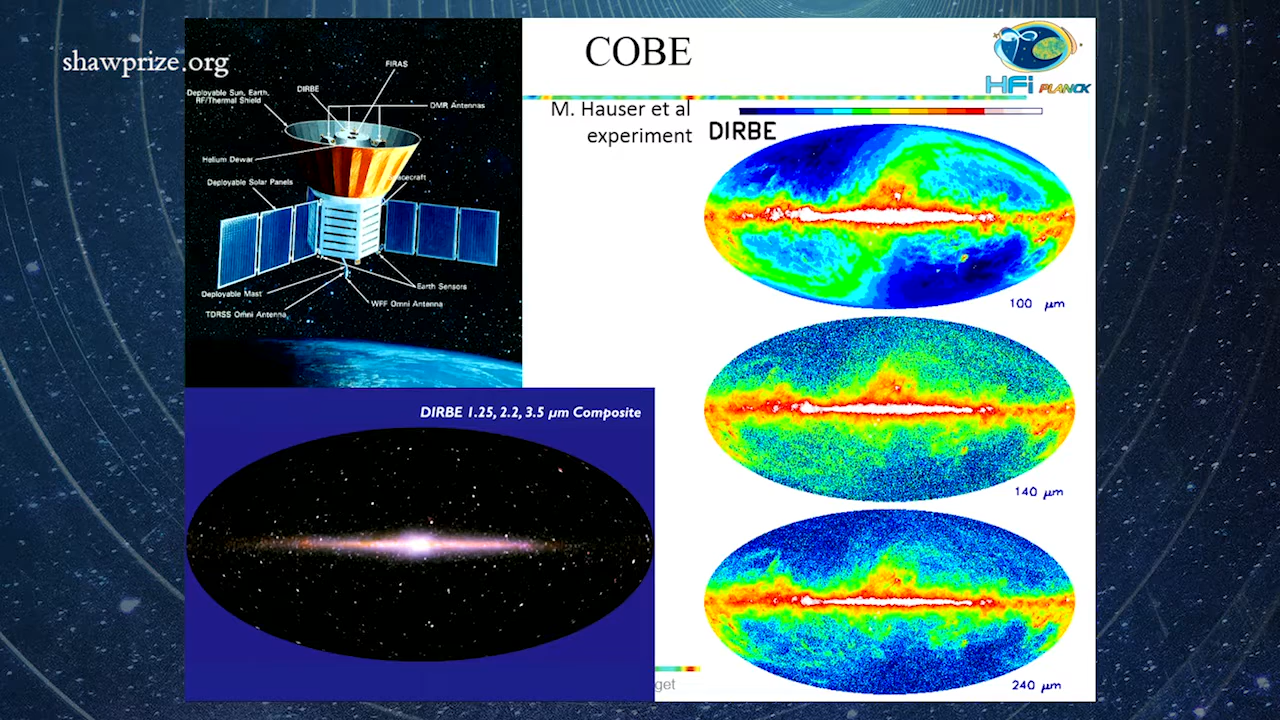 shawprize.org
COBE
HFi PLANCK
M. Hauser et al
experiment
FIRAS
DIRBE
DMR Antennas
Deployable Sun, Earth,
RF/Thermal Shield
Helium Dewar
Deployable Solar Panels
spacecraft
Deployable Mast
Earth Sensors
WFF Omni Antenna
TDRSS Omni Antenna
DIRBE
100 µm
140 µm
240 µm
DIRBE 1.25, 2.2, 3.5 µm Composite
get